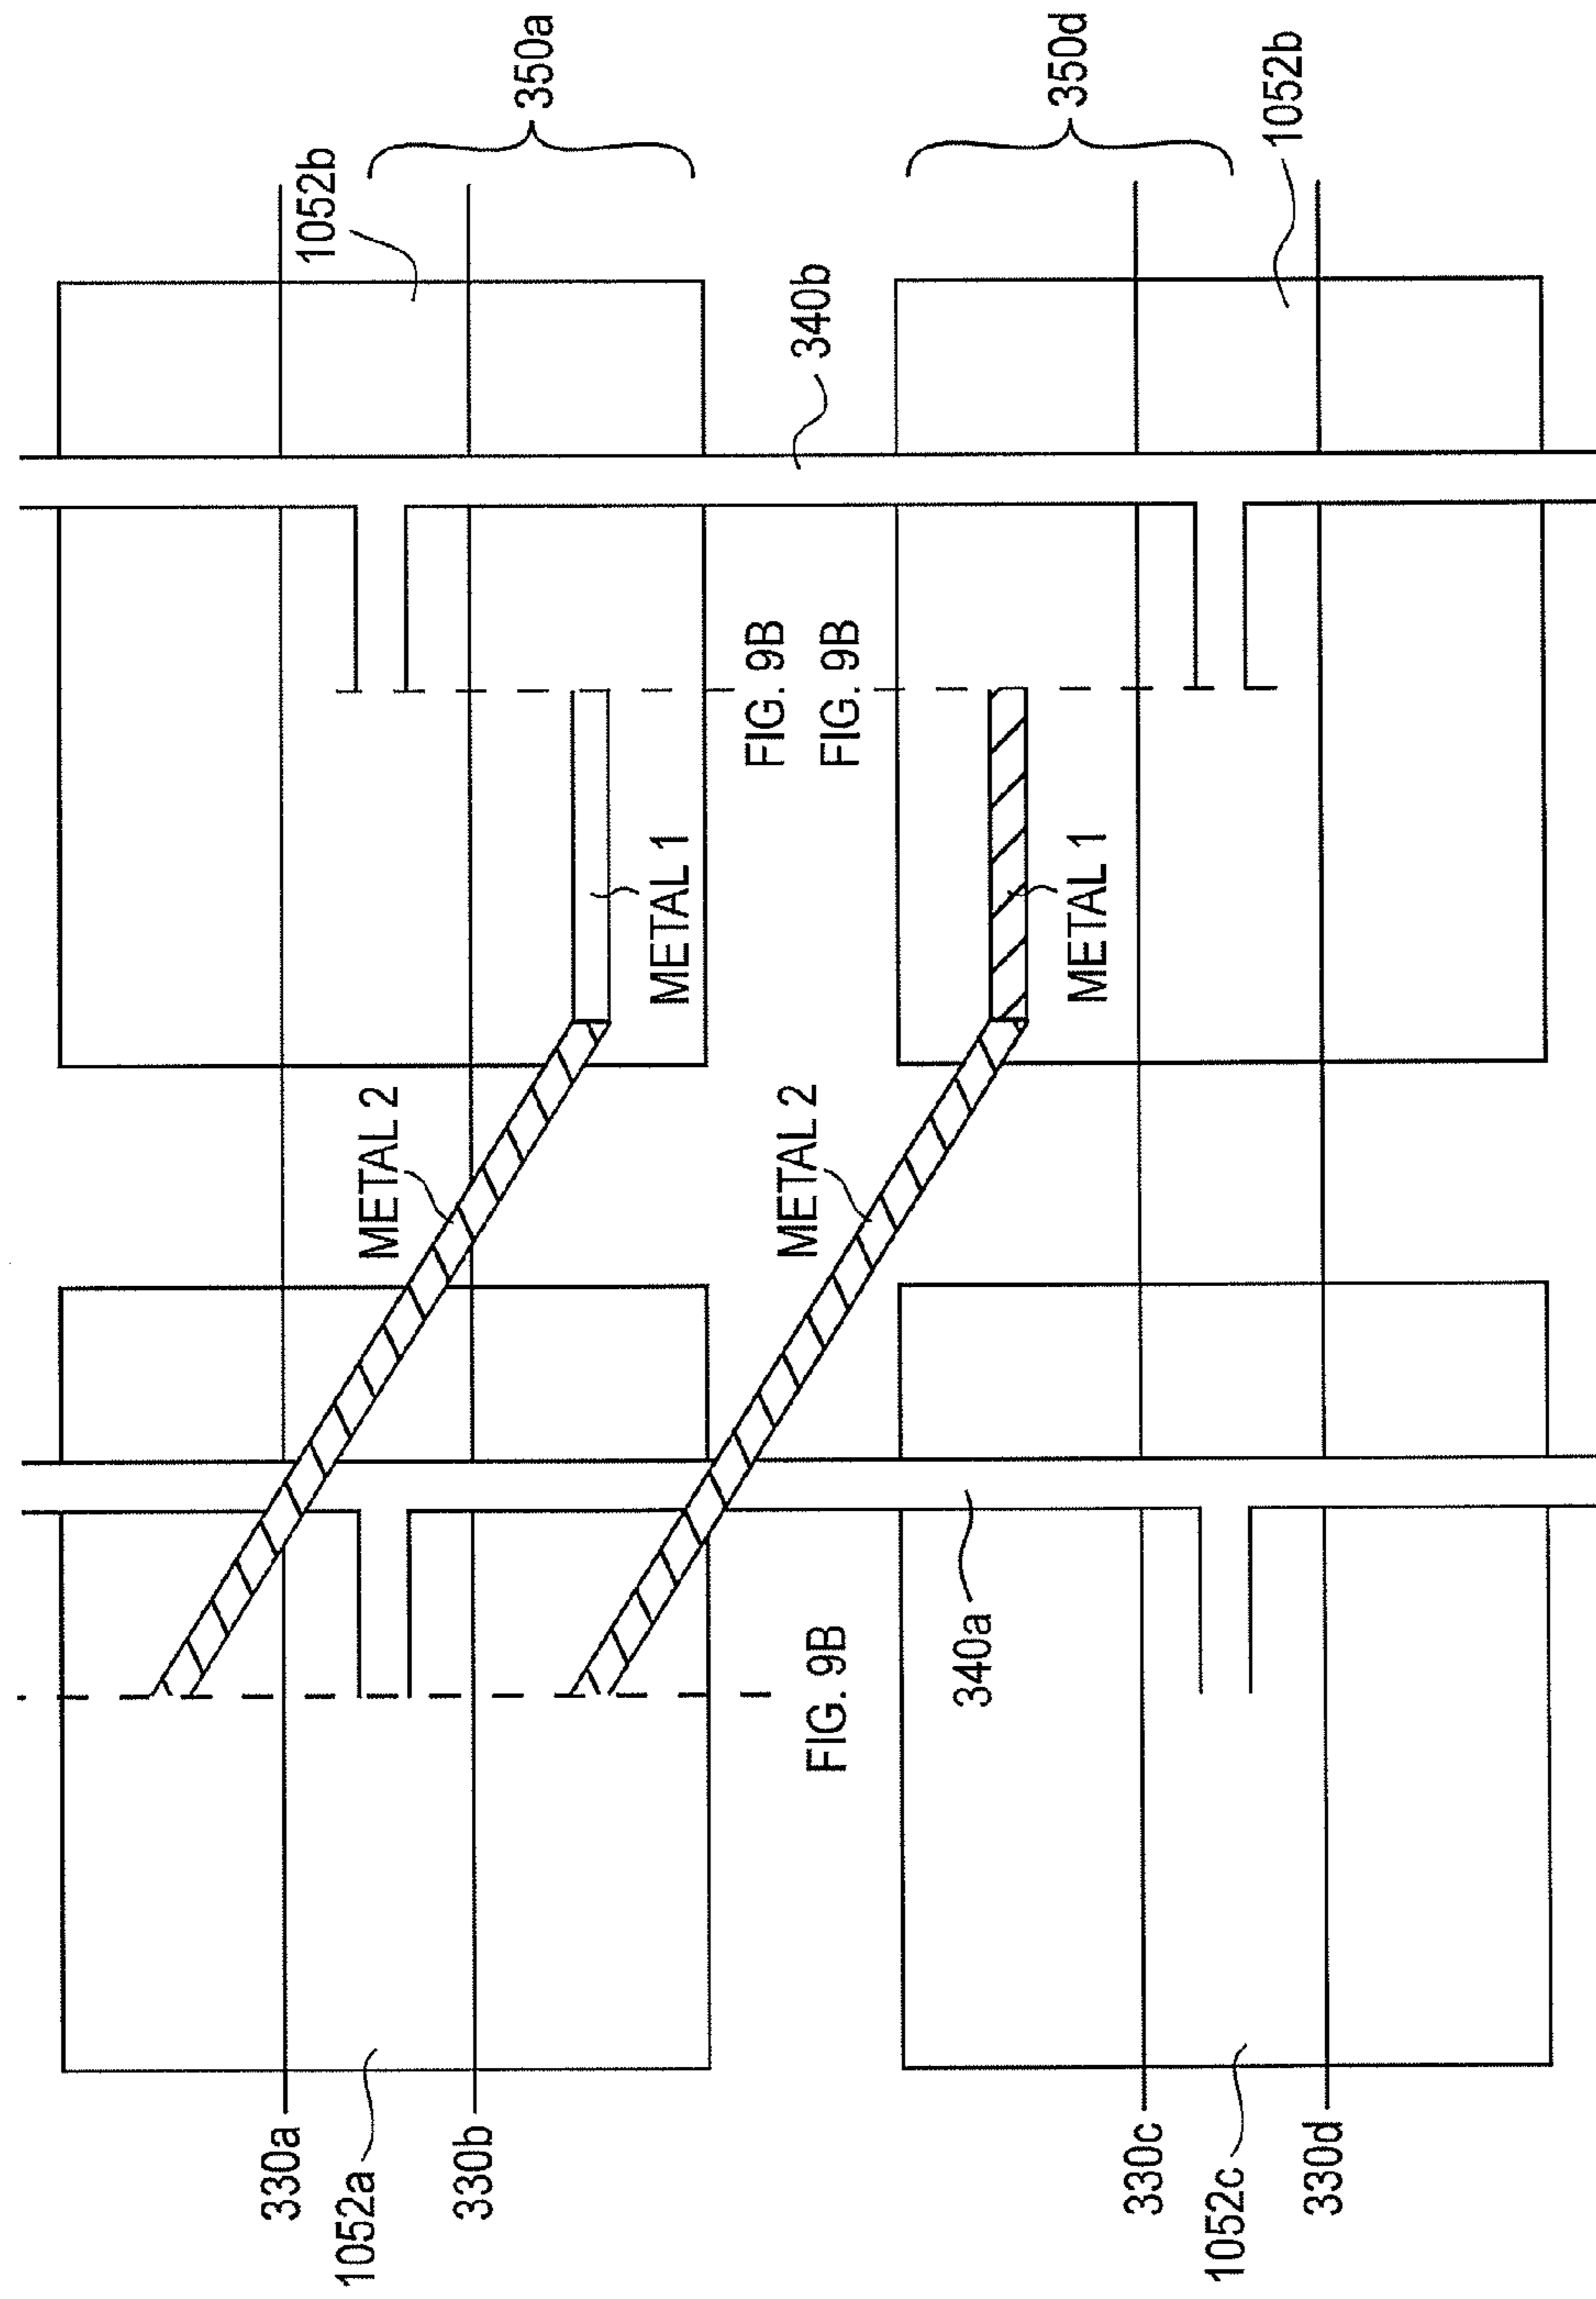 350a
350d
1052b
1052b
340b
FIG. 9B
FIG. 9B
METAL 1
METAL 1
METAL 2
METAL 2
FIG. 9B
340a
330a
1052a
330b
330c
1052c
330d